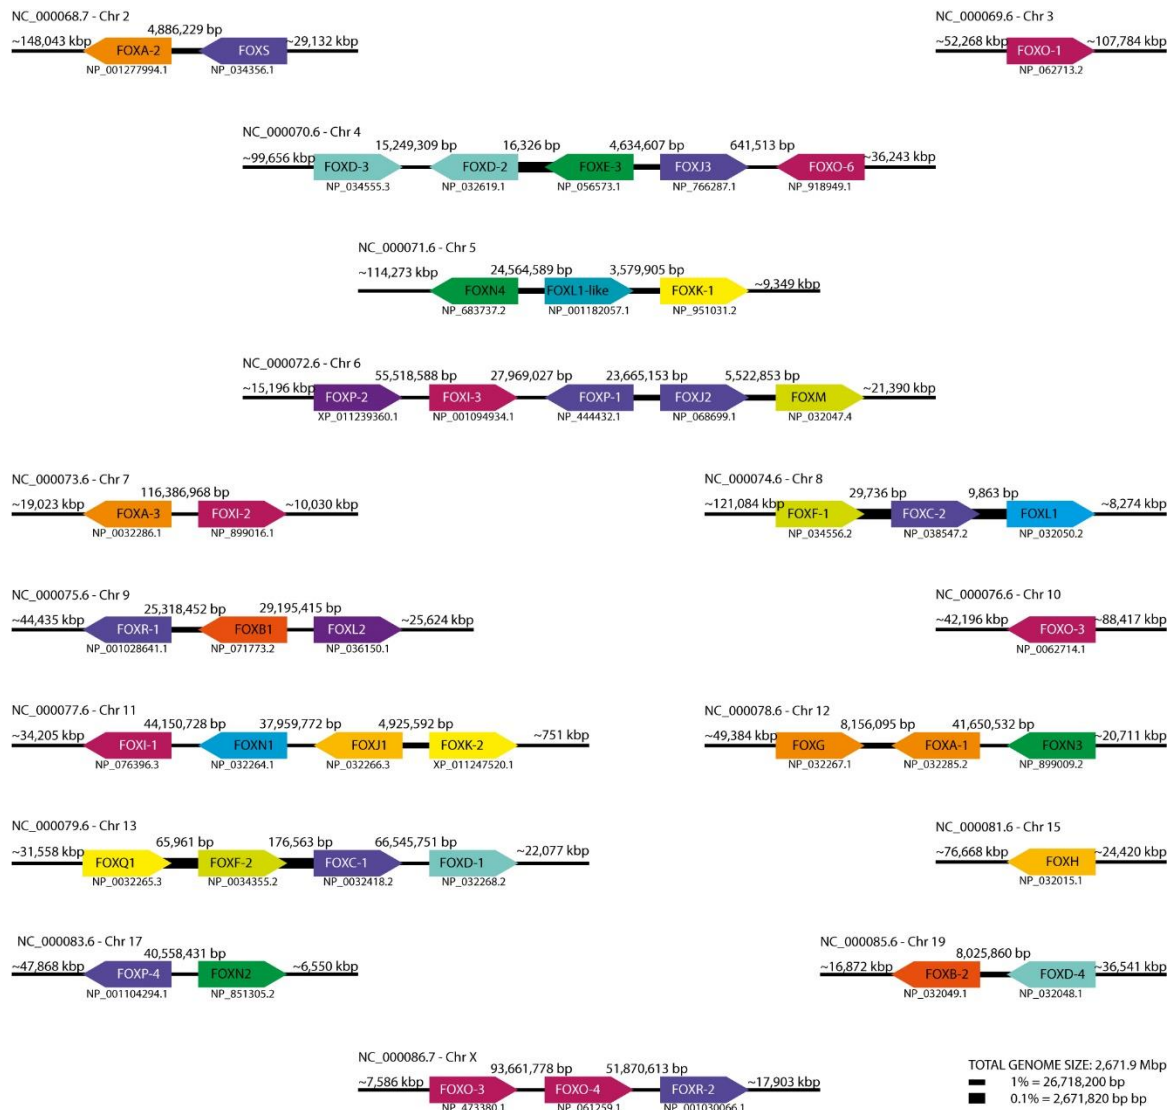 NC_000068.7 - Chr 2
4,886,229 bp
~148,043 kbp FOXA-2 FOXS ~29,132 kbp
NP_001277994.1 NP_034356.1
NC_000069.6 - Chr 3
~52,268 kbp FOXO-1 ~107,784 kbp
NP_062713.2
NC_000070.6 - Chr 4
15,249,309 bp 16,326 bp 4,634,607 bp 641,513 bp
~99,656 kbp FOXD-3 FOXD-2 FOXE-3 FOXJ3 FOXO-6 ~36,243 kbp
NP_034555.3 NP_032619.1 NP_056573.1 NP_766287.1 NP_918949.1
NC_000071.6 - Chr 5
24,564,589 bp 3,579,905 bp
~114,273 kbp FOXN4 FOXL1-like FOXK-1 ~9,349 kbp
NP_683737.2 NP_001182057.1 NP_951031.2
NC_000072.6 - Chr 6
55,518,588 bp 27,969,027 bp 23,665,153 bp 5,522,853 bp
~15,196 kbp FOXP-2 FOXI-3 FOXP-1 FOXJ2 FOXM ~21,390 kbp
XP_011239360.1 NP_001094934.1 NP_444432.1 NP_068699.1 NP_032047.4
NC_000073.6 - Chr 7
116,386,968 bp
~19,023 kbp FOXA-3 FOXI-2 ~10,030 kbp
NP_0032286.1 NP_899016.1
NC_000074.6 - Chr 8
29,736 bp 9,863 bp
~121,084 kbp FOXF-1 FOXC-2 FOXL1 ~8,274 kbp
NP_034556.2 NP_038547.2 NP_032050.2
NC_000075.6 - Chr 9
25,318,452 bp 29,195,415 bp
~44,435 kbp FOXR-1 FOXB1 FOXL2 ~25,624 kbp
NP_001028641.1 NP_071773.2 NP_036150.1
NC_000076.6 - Chr 10
~42,196 kbp FOXO-3 ~88,417 kbp
NP_0062714.1
NC_000077.6 - Chr 11
44,150,728 bp 37,959,772 bp 4,925,592 bp
~34,205 kbp FOXI-1 FOXN1 FOXJ1 FOXK-2 ~751 kbp
NP_076396.3 NP_032264.1 NP_032266.3 XP_011247520.1
NC_000078.6 - Chr 12
8,156,095 bp 41,650,532 bp
~49,384 kbp FOXG FOXA-1 FOXN3 ~20,711 kbp
NP_032267.1 NP_032285.2 NP_899009.2
NC_000079.6 - Chr 13
65,961 bp 176,563 bp 66,545,751 bp
~31,558 kbp FOXQ1 FOXF-2 FOXC-1 FOXD-1 ~22,077 kbp
NP_0032265.3 NP_0034355.2 NP_0032418.2 NP_032268.2
NC_000081.6 - Chr 15
~76,668 kbp FOXH ~24,420 kbp
NP_032015.1
NC_000083.6 - Chr 17
40,558,431 bp
~47,868 kbp FOXP-4 FOXN2 ~6,550 kbp
NP_001104294.1 NP_851305.2
NC_000085.6 - Chr 19
8,025,860 bp
~16,872 kbp FOXB-2 FOXD-4 ~36,541 kbp
NP_032049.1 NP_032048.1
NC_000086.7 - Chr X
93,661,778 bp 51,870,613 bp
~7,586 kbp FOXO-3 FOXO-4 FOXR-2 ~17,903 kbp
NP_473380.1 NP_061259.1 NP_001030066.1
TOTAL GENOME SIZE: 2,671.9 Mbp
1% = 26,718,200 bp
0.1% = 2,671,820 bp bp